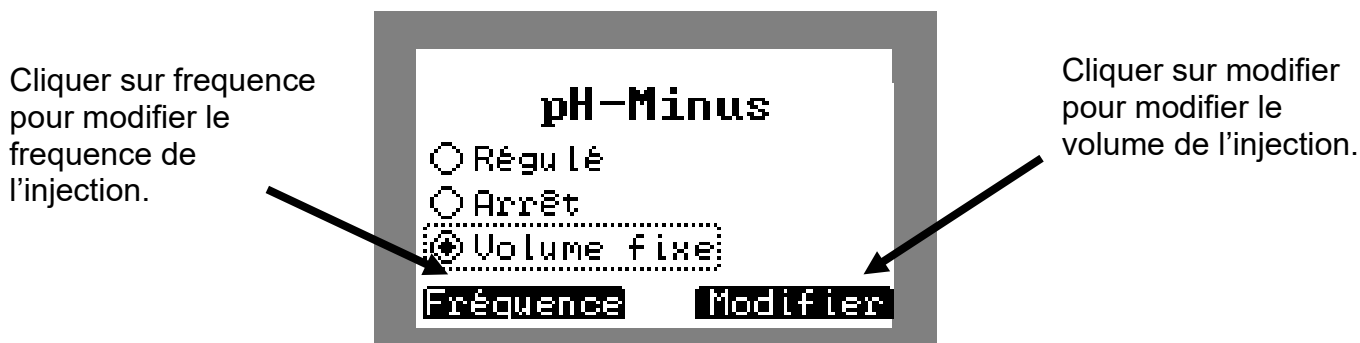 Cliquer sur frequence
pour modifier le
frequence de
l’injection.
pH-Minus
Régulé
Arrêt
Volume fixe
Fréquence
Modifier
Cliquer sur modifier
pour modifier le
volume de l’injection.